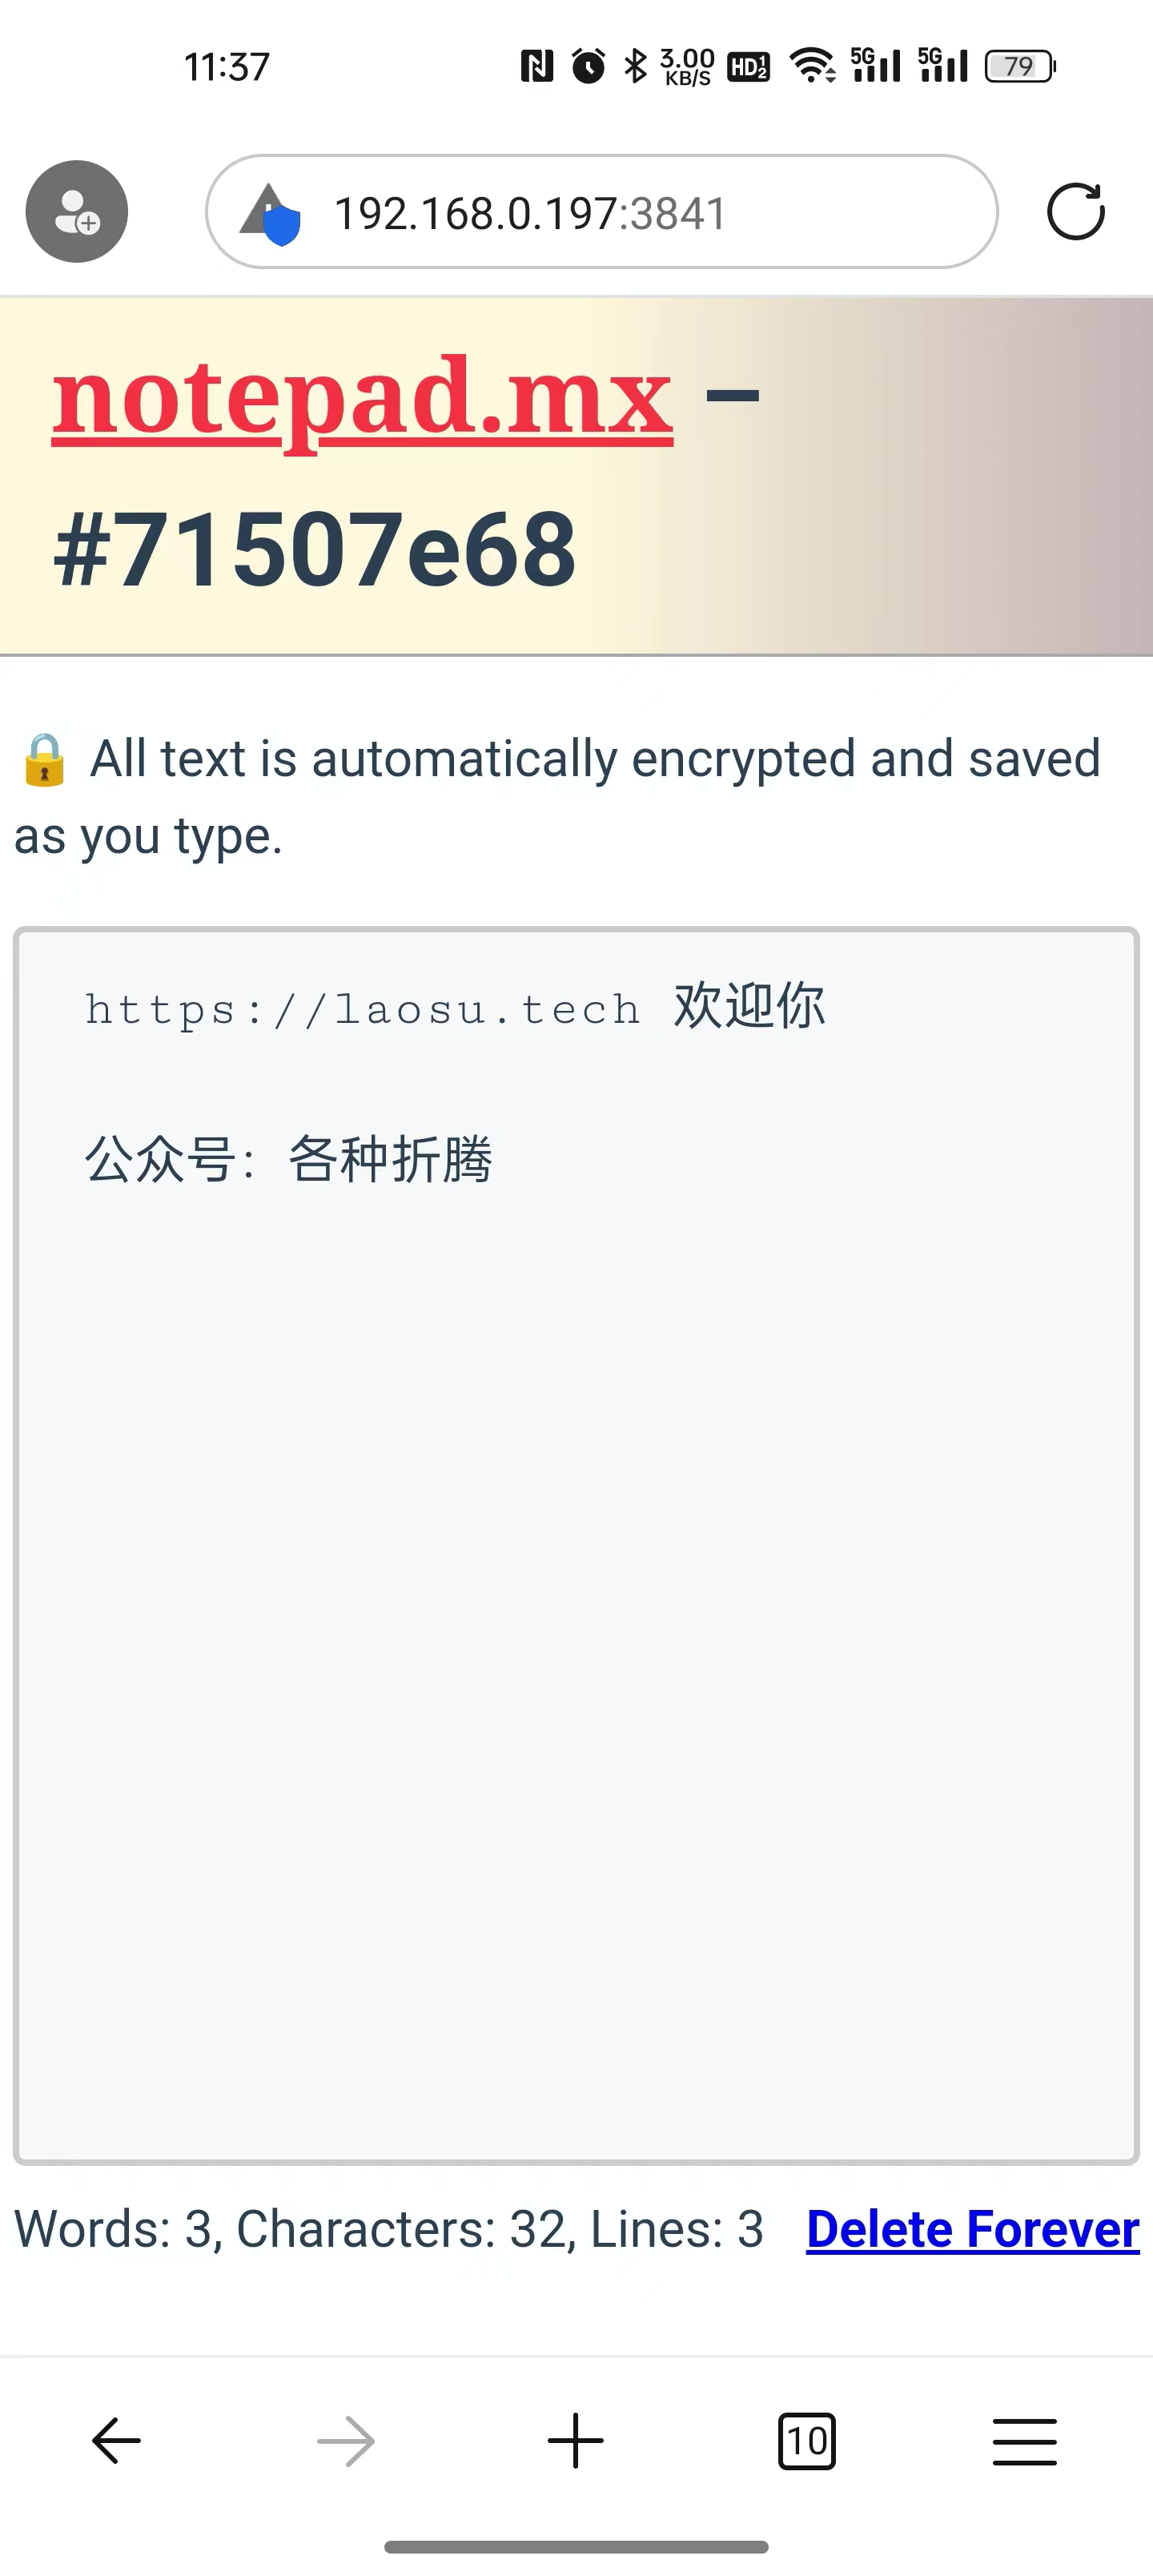 11:37
3.00 KB/S
HD 1 2
5G
5G
79
192.168.0.197:3841
notepad.mx –
#71507e68
🔒 All text is automatically encrypted and saved
as you type.
https://laosu.tech 欢迎你
公众号：各种折腾
Words: 3, Characters: 32, Lines: 3 Delete Forever
10